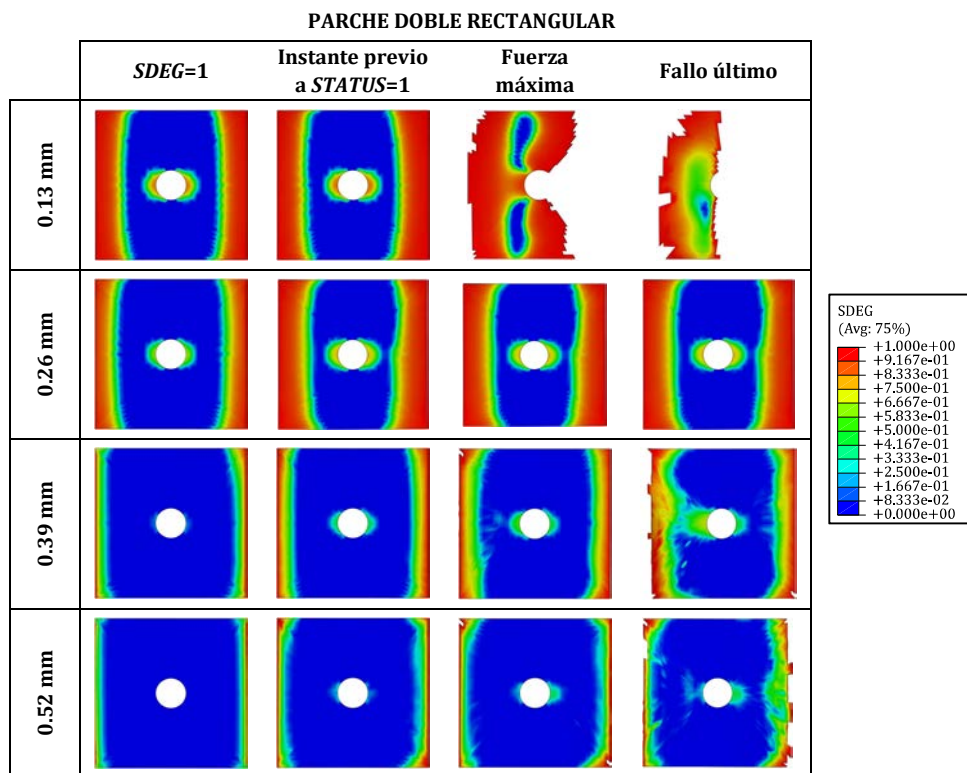 PARCHE DOBLE RECTANGULAR
SDEG=1
Instante previo
a STATUS=1
Fuerza
máxima
Fallo último
0.13 mm
0.26 mm
0.39 mm
0.52 mm
SDEG
(Avg: 75%)
+1.000e+00
+9.167e-01
+8.333e-01
+7.500e-01
+6.667e-01
+5.833e-01
+5.000e-01
+4.167e-01
+3.333e-01
+2.500e-01
+1.667e-01
+8.333e-02
+0.000e+00